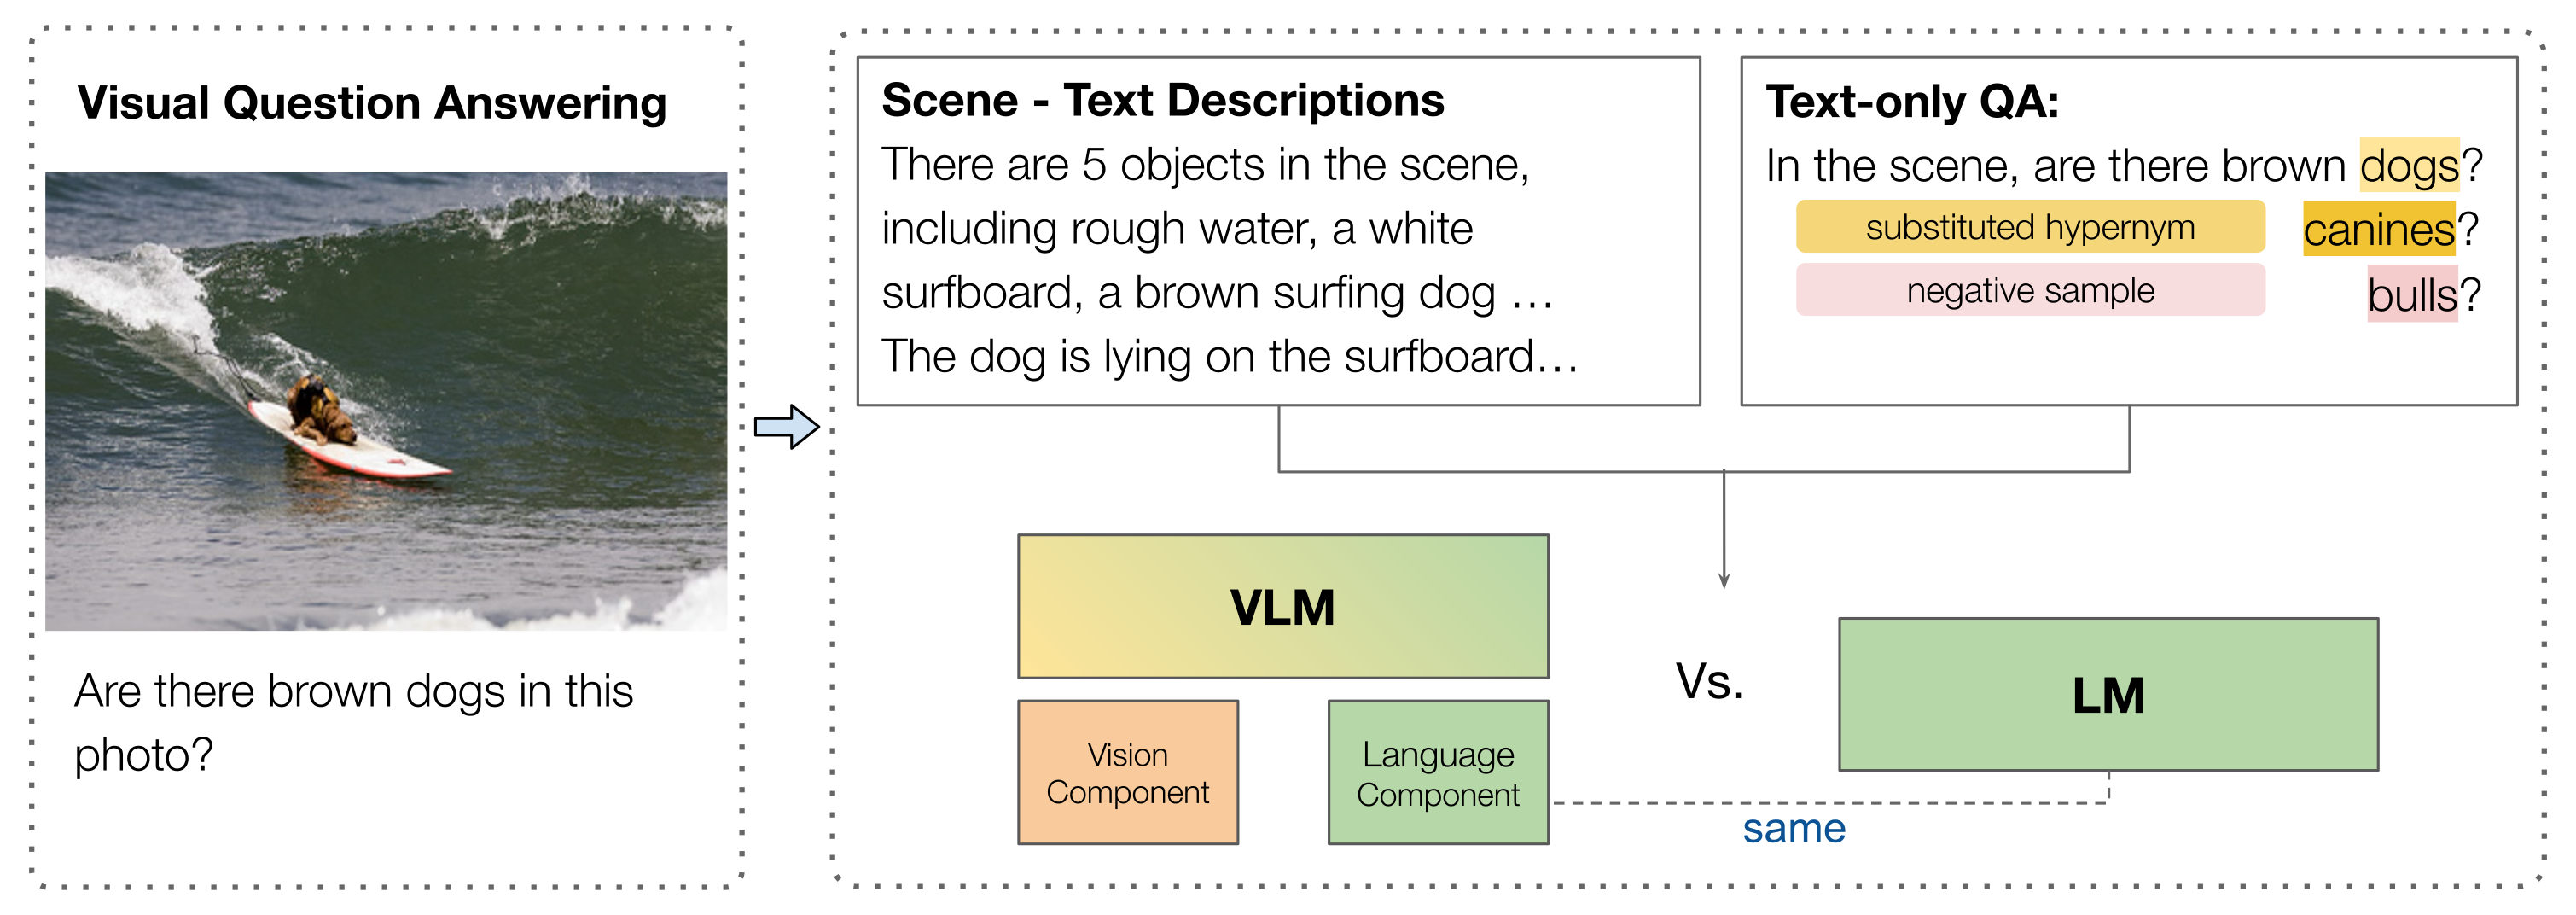 Visual Question Answering
Are there brown dogs in this
photo?
Scene - Text Descriptions
There are 5 objects in the scene,
including rough water, a white
surfboard, a brown surfing dog …
The dog is lying on the surfboard…
Text-only QA:
In the scene, are there brown dogs?
substituted hypernym canines?
negative sample bulls?
VLM
Vision
Component
Language
Component
Vs.
LM
same